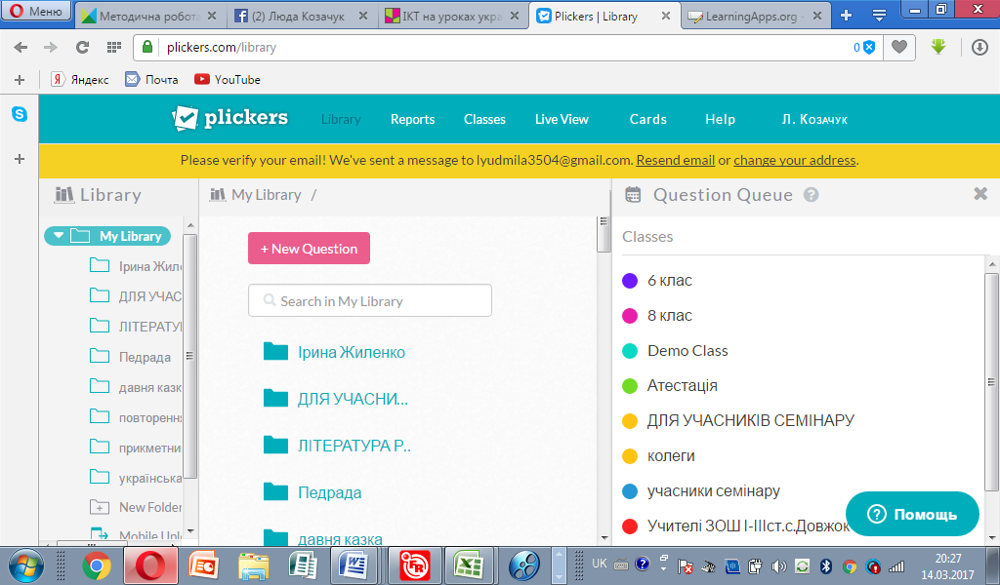 Меню
Методична робота
(2) Люда Козачук
ІКТ на уроках укра
Plickers | Library
LearningApps.org -
plickers.com/library
0
Яндекс
Почта
YouTube
plickers
Library
Reports
Classes
Live View
Cards
Help
Л. Козачук
Please verify your email! We've sent a message to lyudmila3504@gmail.com. Resend email or change your address.
Library
My Library
Ірина Жилен
ДЛЯ УЧАС
ЛІТЕРАТУ
Педрада
давня казк
повторення
прикметни
українська
New Folder
Mobile Upl
My Library /
+ New Question
Search in My Library
Ірина Жиленко
ДЛЯ УЧАСНИ...
ЛІТЕРАТУРА Р..
Педрада
давня казка
Question Queue ?
Classes
6 клас
8 клас
Demo Class
Атестація
ДЛЯ УЧАСНИКІВ СЕМІНАРУ
колеги
учасники семінару
Учителі ЗОШ І-ІІІст.с.Довжок
Помощь
UK
20:27
14.03.2017